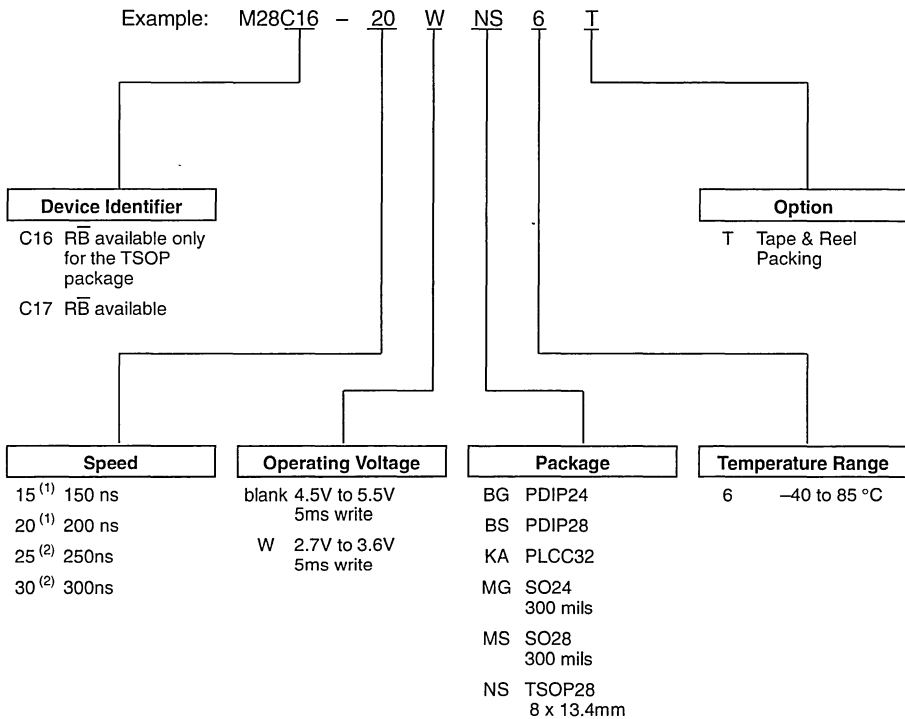 Example: M28C16 – 20 W NS 6 T
Device Identifier
C16 RB̅ available only
for the TSOP
package
C17 RB̅ available
Option
T Tape & Reel
Packing
Speed
15 (1) 150 ns
20 (1) 200 ns
25 (2) 250ns
30 (2) 300ns
Operating Voltage
blank 4.5V to 5.5V
5ms write
W 2.7V to 3.6V
5ms write
Package
BG PDIP24
BS PDIP28
KA PLCC32
MG SO24
300 mils
MS SO28
300 mils
NS TSOP28
8 x 13.4mm
Temperature Range
6 –40 to 85 °C